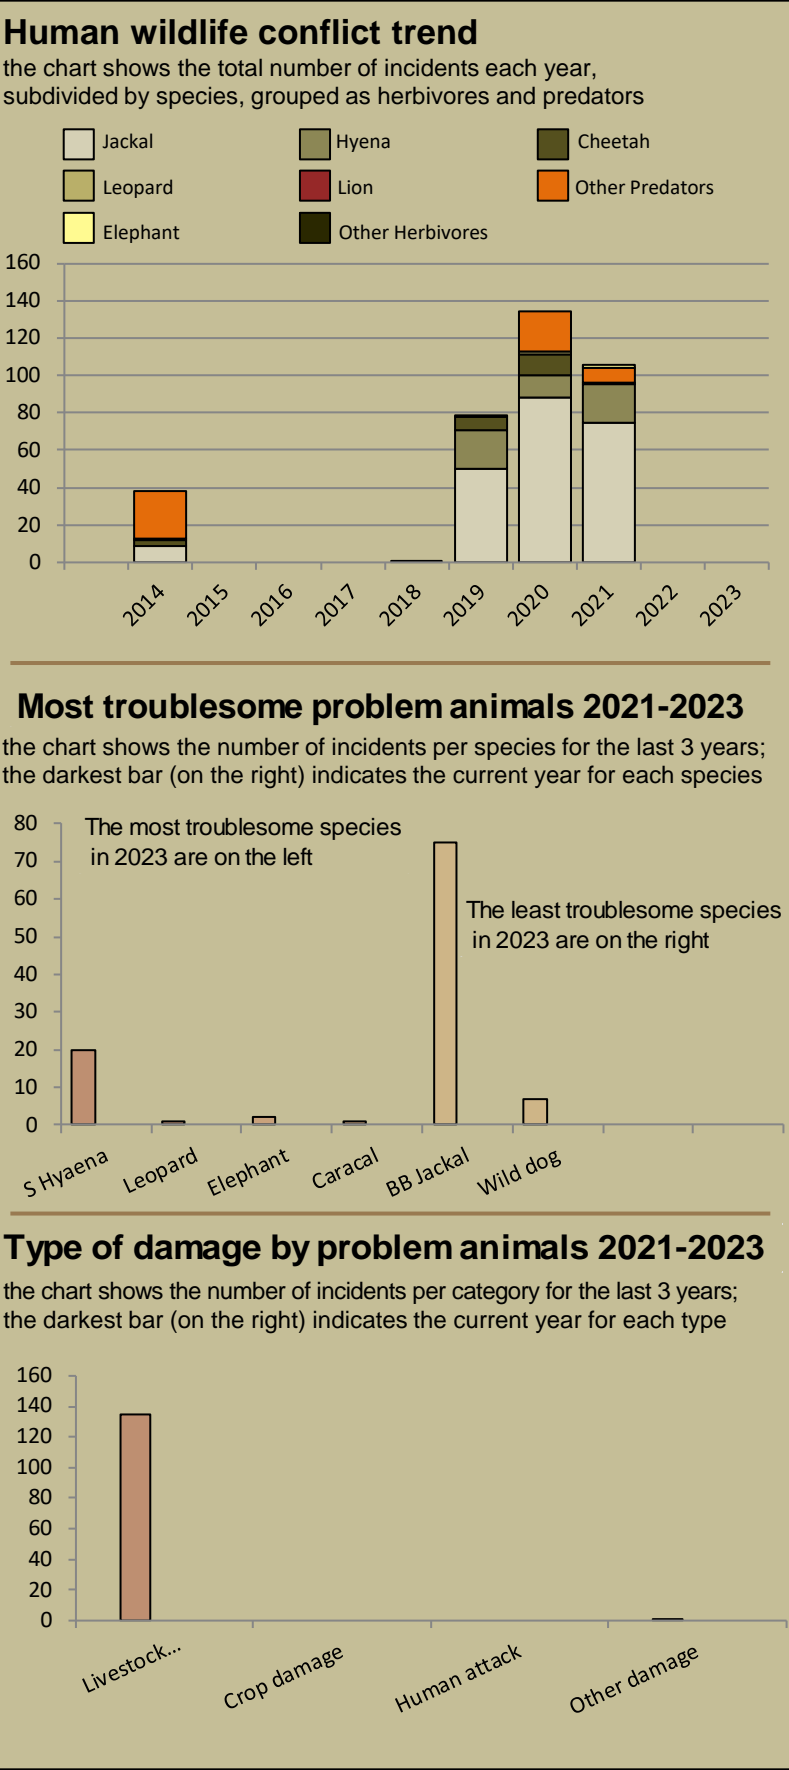 Human wildlife conflict trend
the chart shows the total number of incidents each year,
subdivided by species, grouped as herbivores and predators
Jackal Hyena Cheetah
Leopard Lion Other Predators
Elephant Other Herbivores
160
140
120
100
80
60
40
20
0
2014 2015 2016 2017 2018 2019 2020 2021 2022 2023
Most troublesome problem animals 2021-2023
the chart shows the number of incidents per species for the last 3 years;
the darkest bar (on the right) indicates the current year for each species
The most troublesome species
in 2023 are on the left
The least troublesome species
in 2023 are on the right
80
70
60
50
40
30
20
10
0
S Hyaena Leopard Elephant Caracal BB Jackal Wild dog
Type of damage by problem animals 2021-2023
the chart shows the number of incidents per category for the last 3 years;
the darkest bar (on the right) indicates the current year for each type
160
140
120
100
80
60
40
20
0
Livestock... Crop damage Human attack Other damage